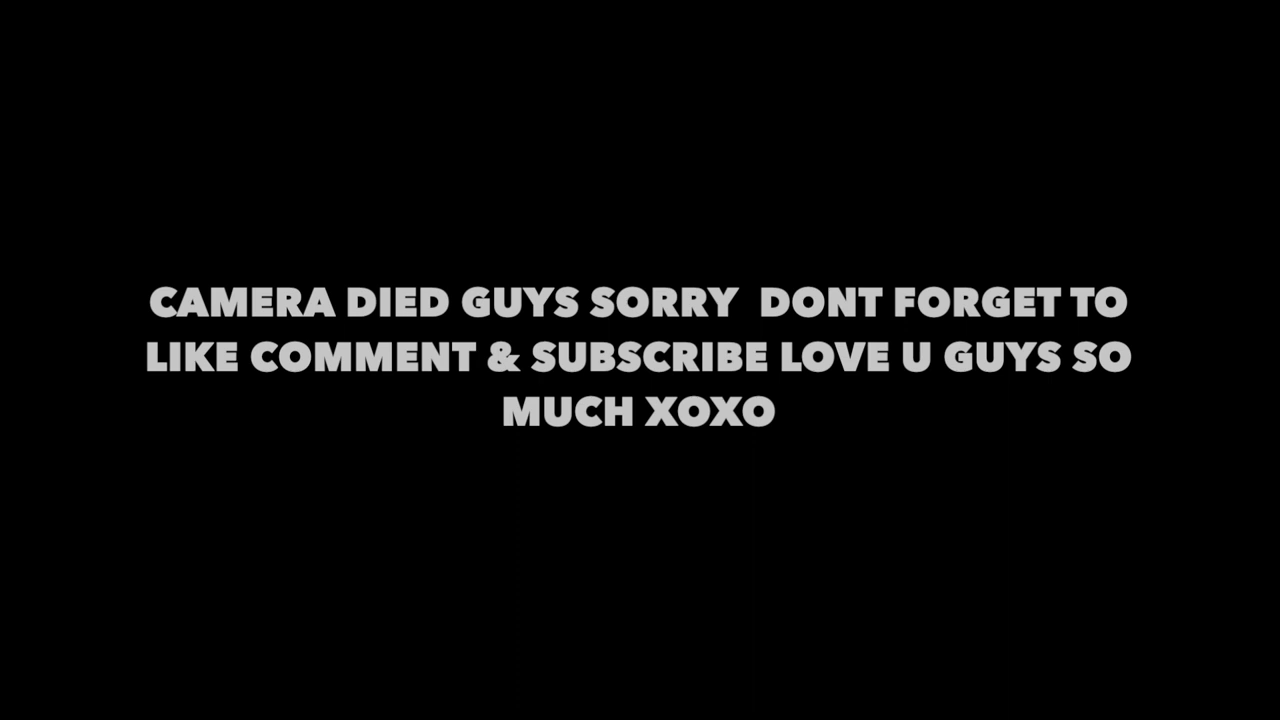 CAMERA DIED GUYS SORRY  DONT FORGET TO
LIKE COMMENT & SUBSCRIBE LOVE U GUYS SO
MUCH XOXO